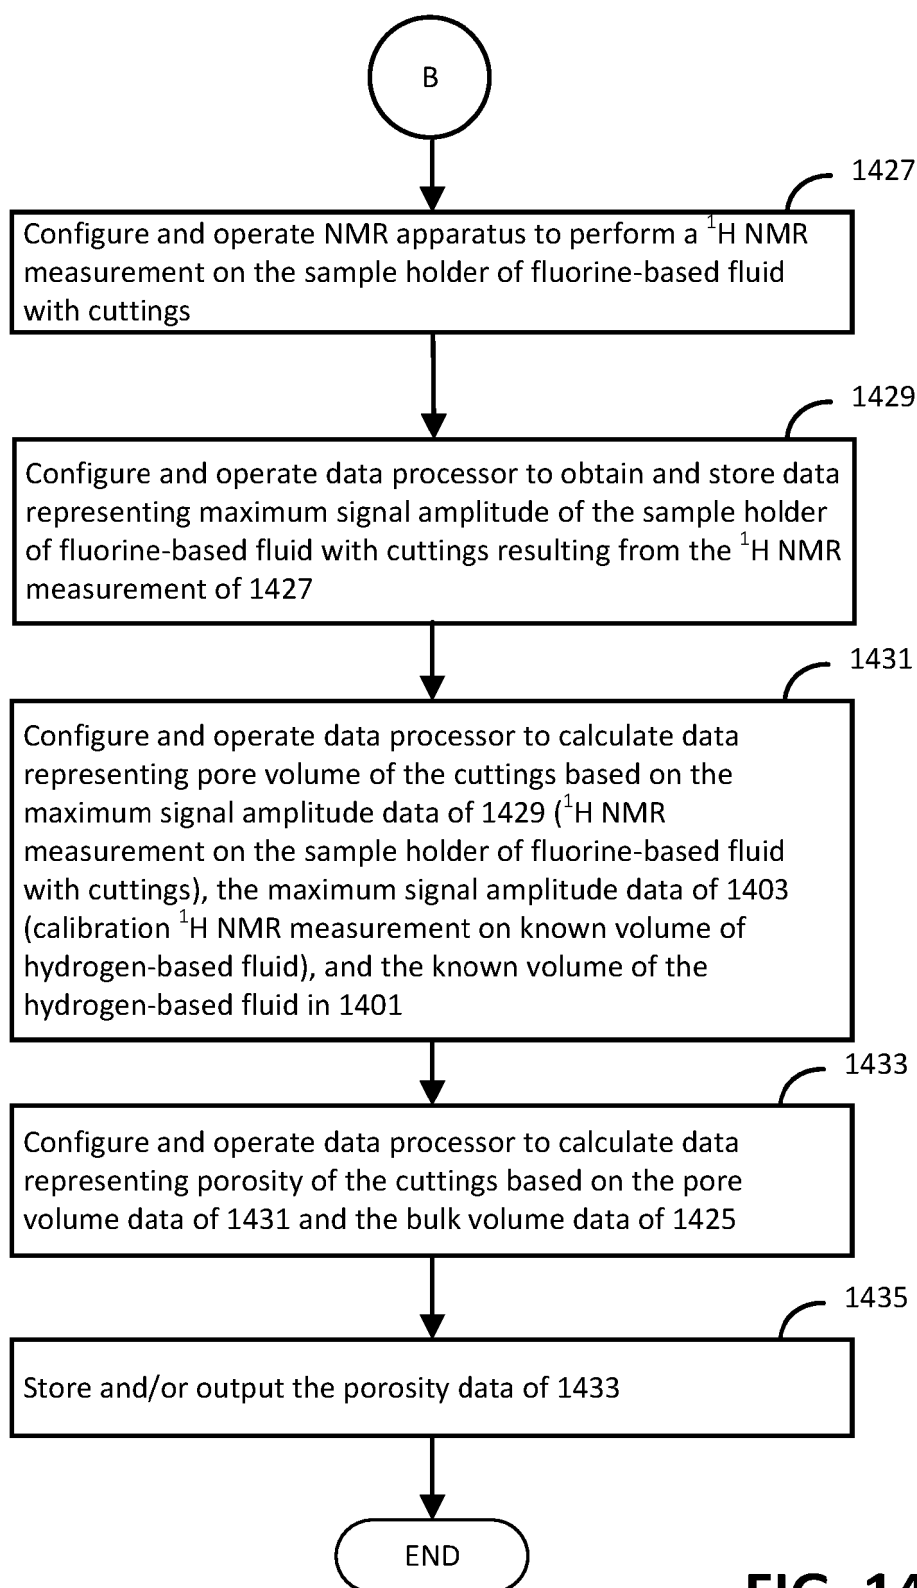 B
1427
Configure and operate NMR apparatus to perform a ¹H NMR
measurement on the sample holder of fluorine-based fluid
with cuttings
1429
Configure and operate data processor to obtain and store data
representing maximum signal amplitude of the sample holder
of fluorine-based fluid with cuttings resulting from the ¹H NMR
measurement of 1427
1431
Configure and operate data processor to calculate data
representing pore volume of the cuttings based on the
maximum signal amplitude data of 1429 (¹H NMR
measurement on the sample holder of fluorine-based fluid
with cuttings), the maximum signal amplitude data of 1403
(calibration ¹H NMR measurement on known volume of
hydrogen-based fluid), and the known volume of the
hydrogen-based fluid in 1401
1433
Configure and operate data processor to calculate data
representing porosity of the cuttings based on the pore
volume data of 1431 and the bulk volume data of 1425
1435
Store and/or output the porosity data of 1433
END
FIG. 14